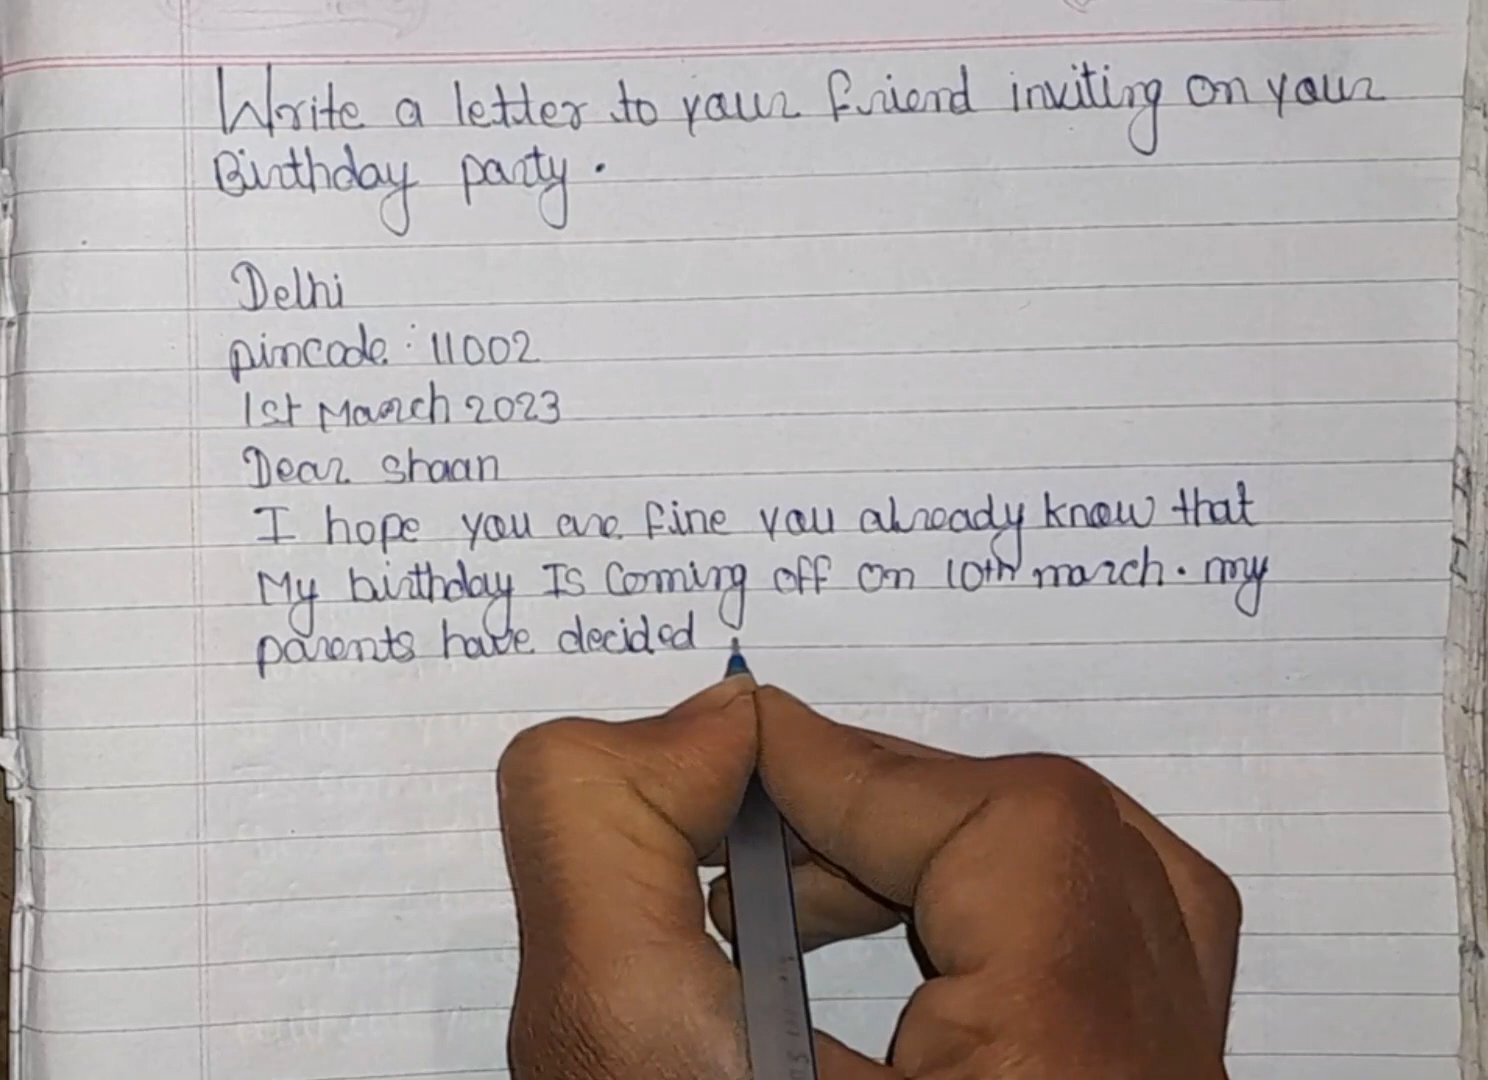 Write a letter to your friend inviting on your
Birthday party.
Delhi
pincode : 11002
1st March 2023
Dear Shaan
I hope you are fine you already know that
My birthday Is Coming off on 10th march. my
parents have decided